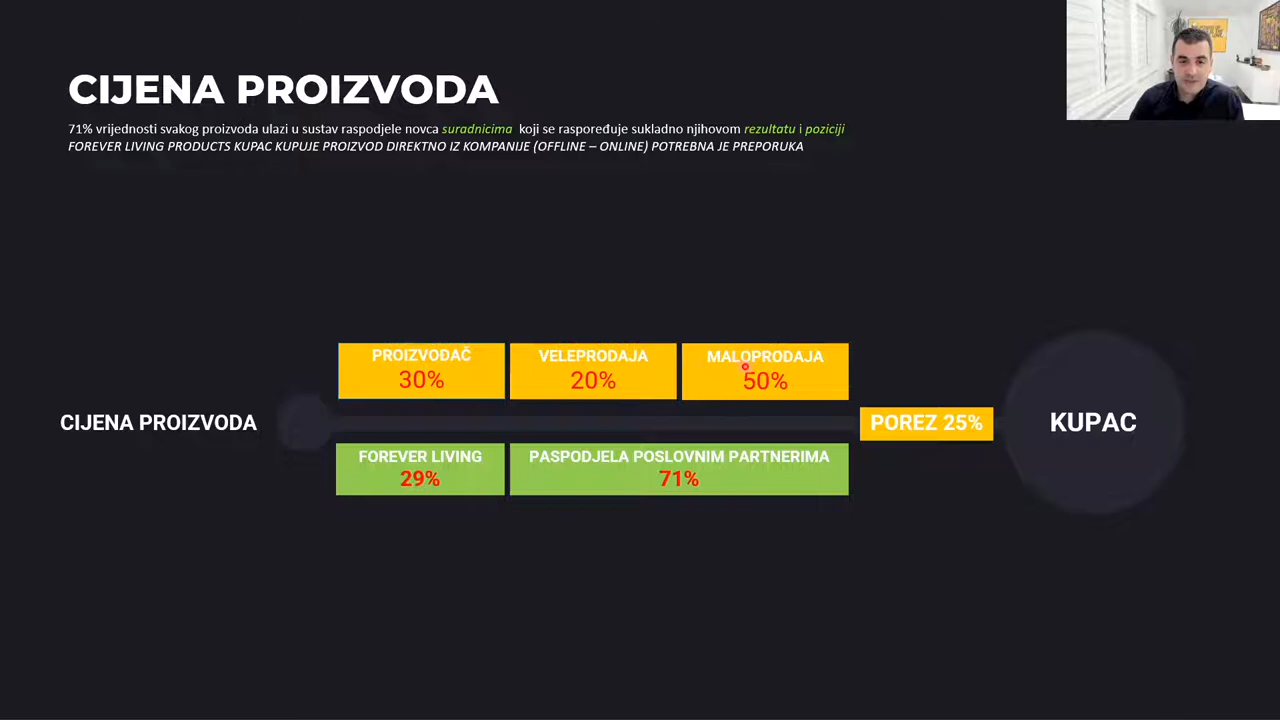 CIJENA PROIZVODA
71% vrijednosti svakog proizvoda ulazi u sustav raspodjele novca suradnicima koji se raspoređuje sukladno njihovom rezultatu i poziciji
FOREVER LIVING PRODUCTS KUPAC KUPUJE PROIZVOD DIREKTNO IZ KOMPANIJE (OFFLINE – ONLINE) POTREBNA JE PREPORUKA
PROIZVOĐAČ
30%
VELEPRODAJA
20%
MALOPRODAJA
50%
CIJENA PROIZVODA
POREZ 25%
KUPAC
FOREVER LIVING
29%
PASPODJELA POSLOVNIM PARTNERIMA
71%